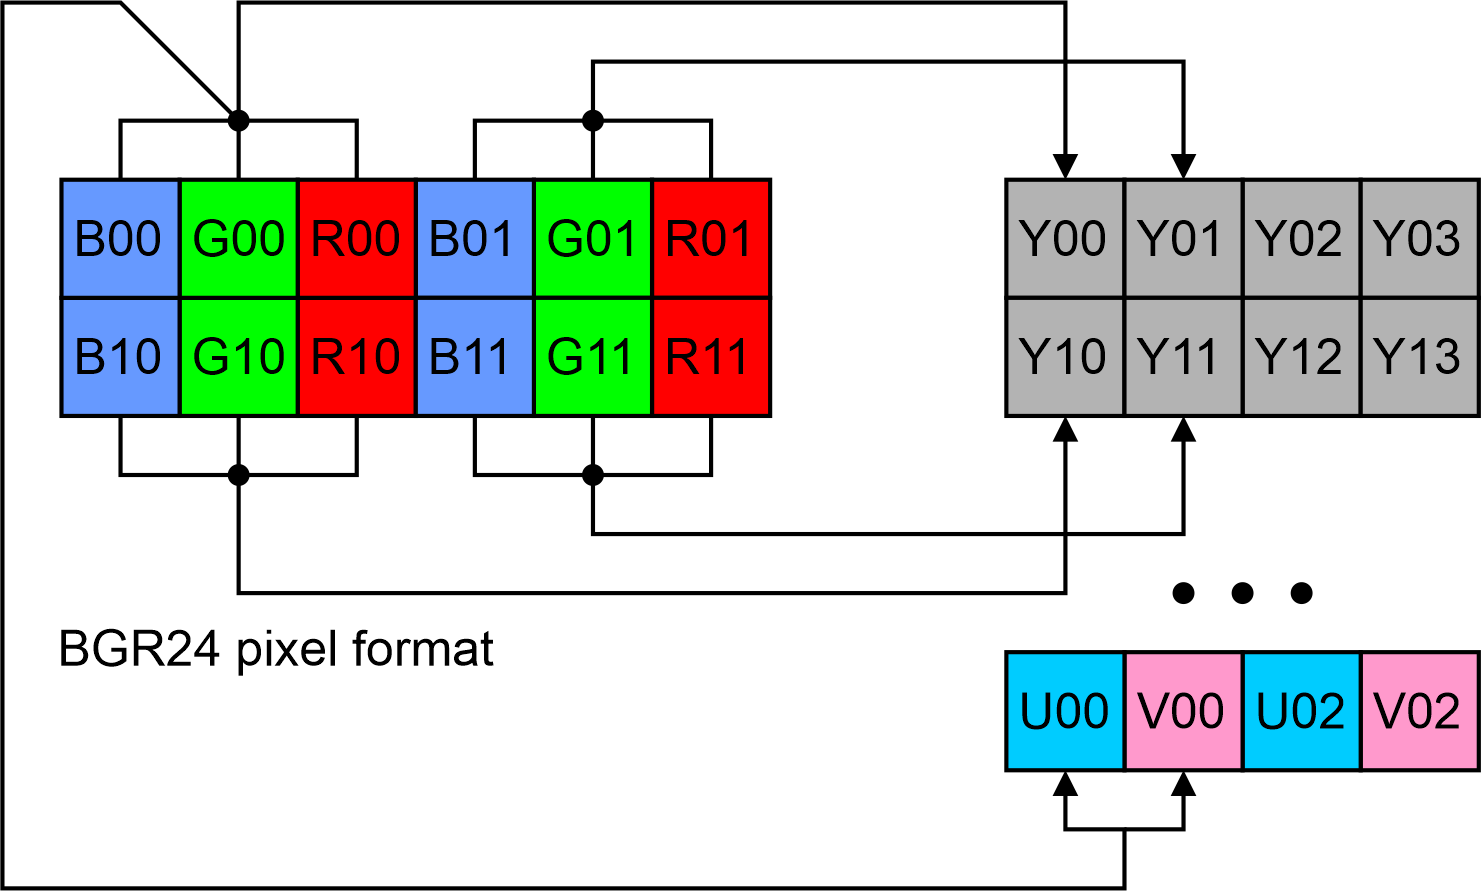 B00 G00 R00 B01 G01 R01 Y00 Y01 Y02 Y03
B10 G10 R10 B11 G11 R11 Y10 Y11 Y12 Y13
BGR24 pixel format
U00 V00 U02 V02